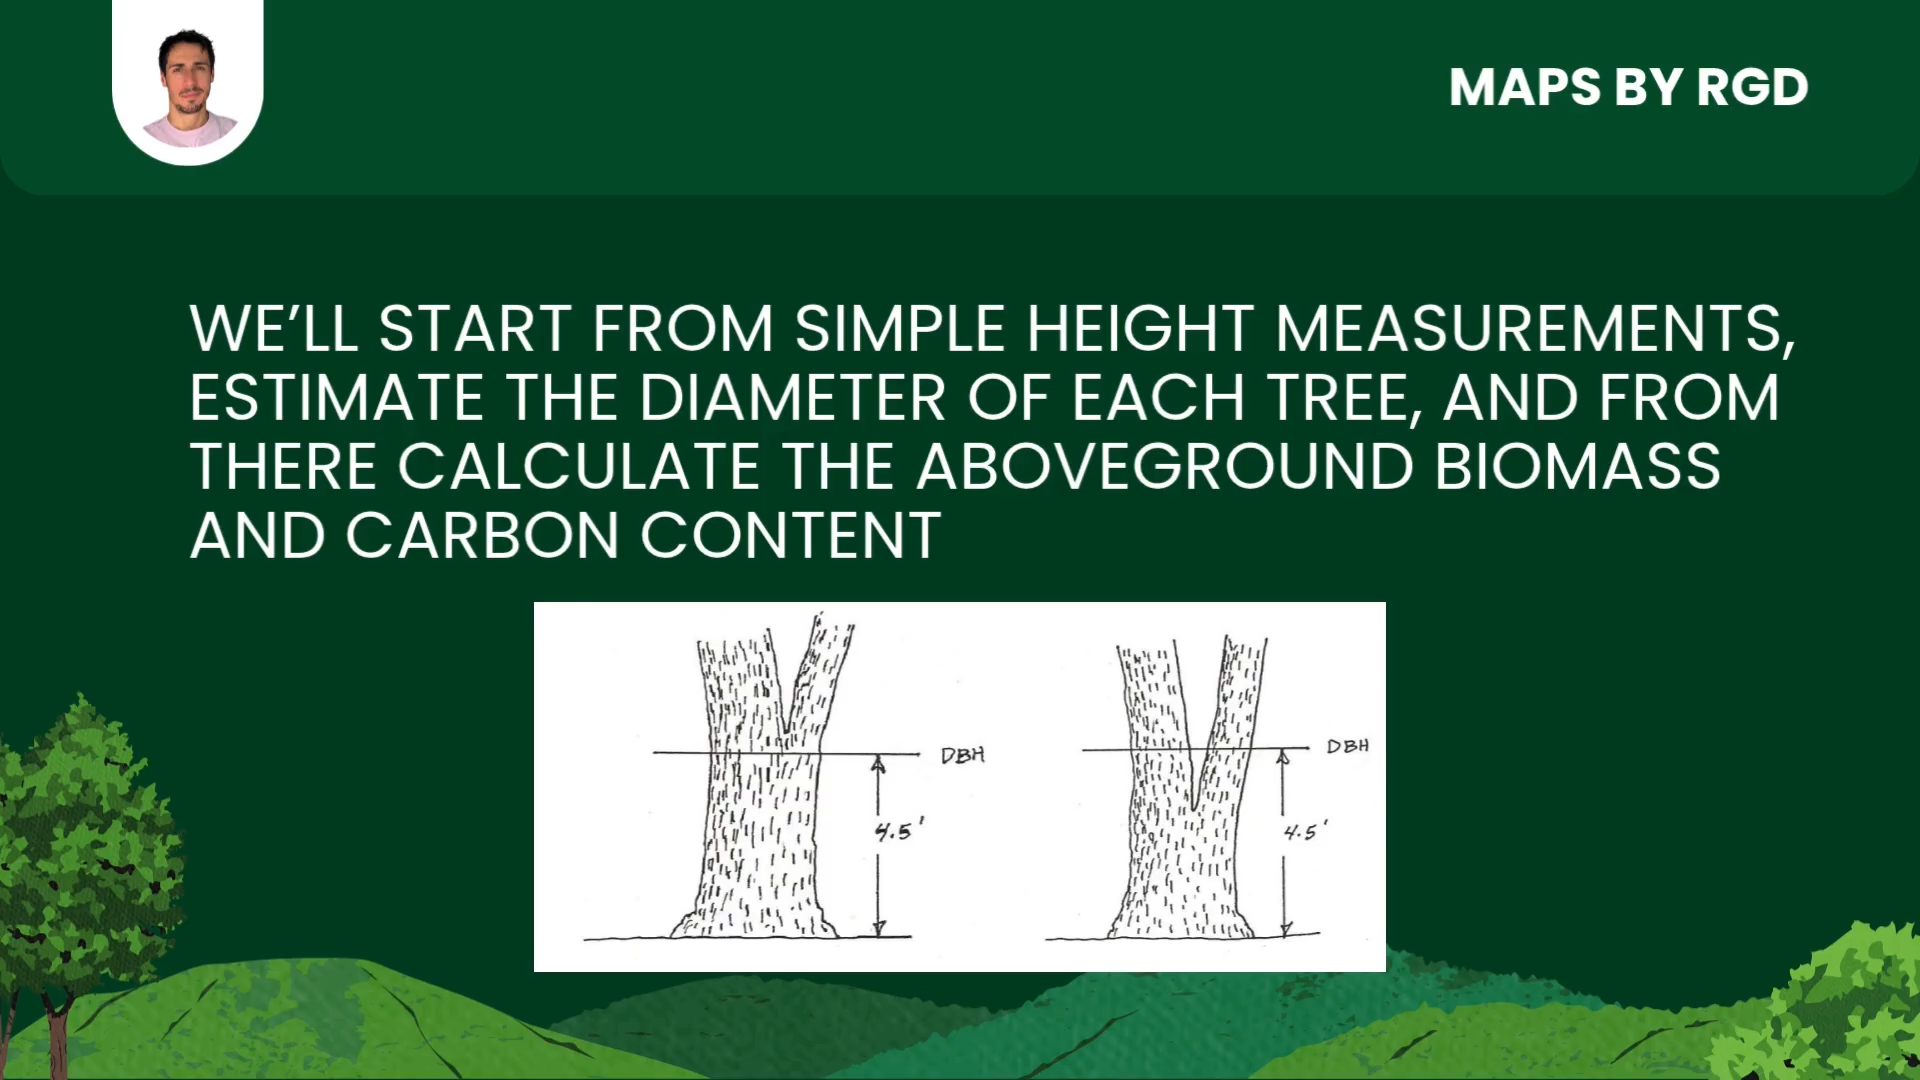 MAPS BY RGD
WE’LL START FROM SIMPLE HEIGHT MEASUREMENTS,
ESTIMATE THE DIAMETER OF EACH TREE, AND FROM
THERE CALCULATE THE ABOVEGROUND BIOMASS
AND CARBON CONTENT
DBH
4.5'
DBH
4.5'